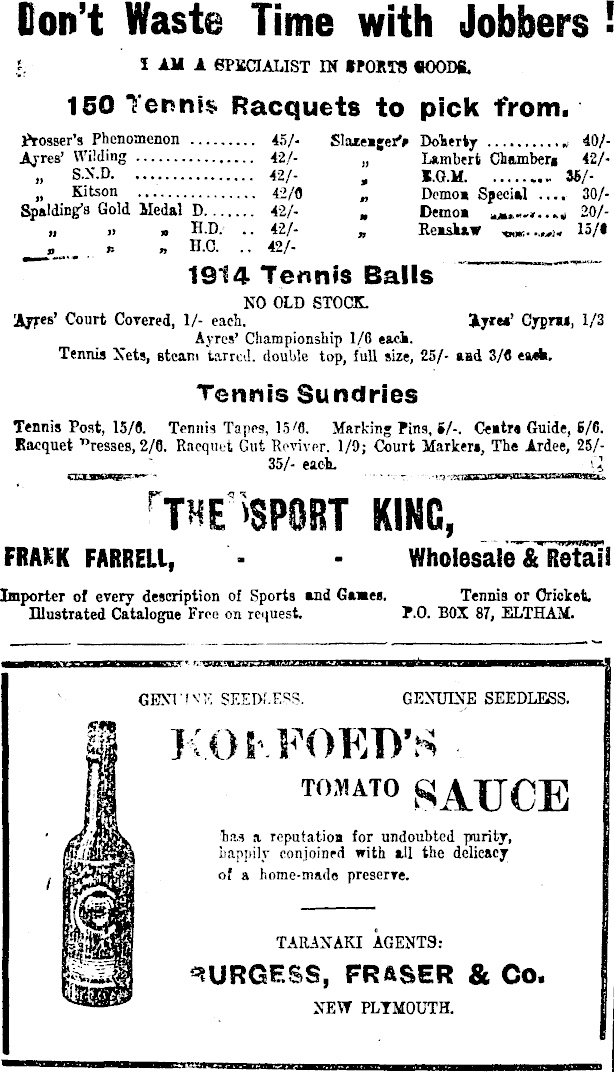 Don't Waste Time with Jobbers!
I AM A SPECIALIST IN SPORTS GOODS.
150 Tennis Racquets to pick from.
Prosser's Phenomenon ......... 45/-
Ayres' Wilding ............... 42/-
„ S.N.D. ............... 42/-
„ Kitson ............... 42/6
Spalding's Gold Medal D....... 42/-
„ „ „ H.D. .. 42/-
„ „ „ H.C. .. 42/-
Slazenger's Doherty ........... 40/-
„ Lambert Chambers 42/-
„ E.G.M. ........ 35/-
„ Demon Special .... 30/-
„ Demon ............ 20/-
„ Renshaw ......... 15/6
1914 Tennis Balls
NO OLD STOCK.
Ayres' Court Covered, 1/- each. Ayres' Cyprus, 1/3
Ayres' Championship 1/6 each.
Tennis Nets, steam tarred. double top, full size, 25/- and 3/6 each.
Tennis Sundries
Tennis Post, 15/6. Tennis Tapes, 15/6. Marking Pins, 5/-. Centre Guide, 5/6.
Racquet Presses, 2/6. Racquet Gut Reviver. 1/9; Court Markers, The Ardee, 25/-
35/- each.
"THE SPORT KING,
FRANK FARRELL, - - Wholesale & Retail
Importer of every description of Sports and Games. Tennis or Cricket.
Illustrated Catalogue Free on request. P.O. BOX 87, ELTHAM.
GENUINE SEEDLESS. GENUINE SEEDLESS.
KOEFOED'S
TOMATO SAUCE
has a reputation for undoubted purity,
happily conjoined with all the delicacy
of a home-made preserve.
TARANAKI AGENTS:
BURGESS, FRASER & Co.
NEW PLYMOUTH.